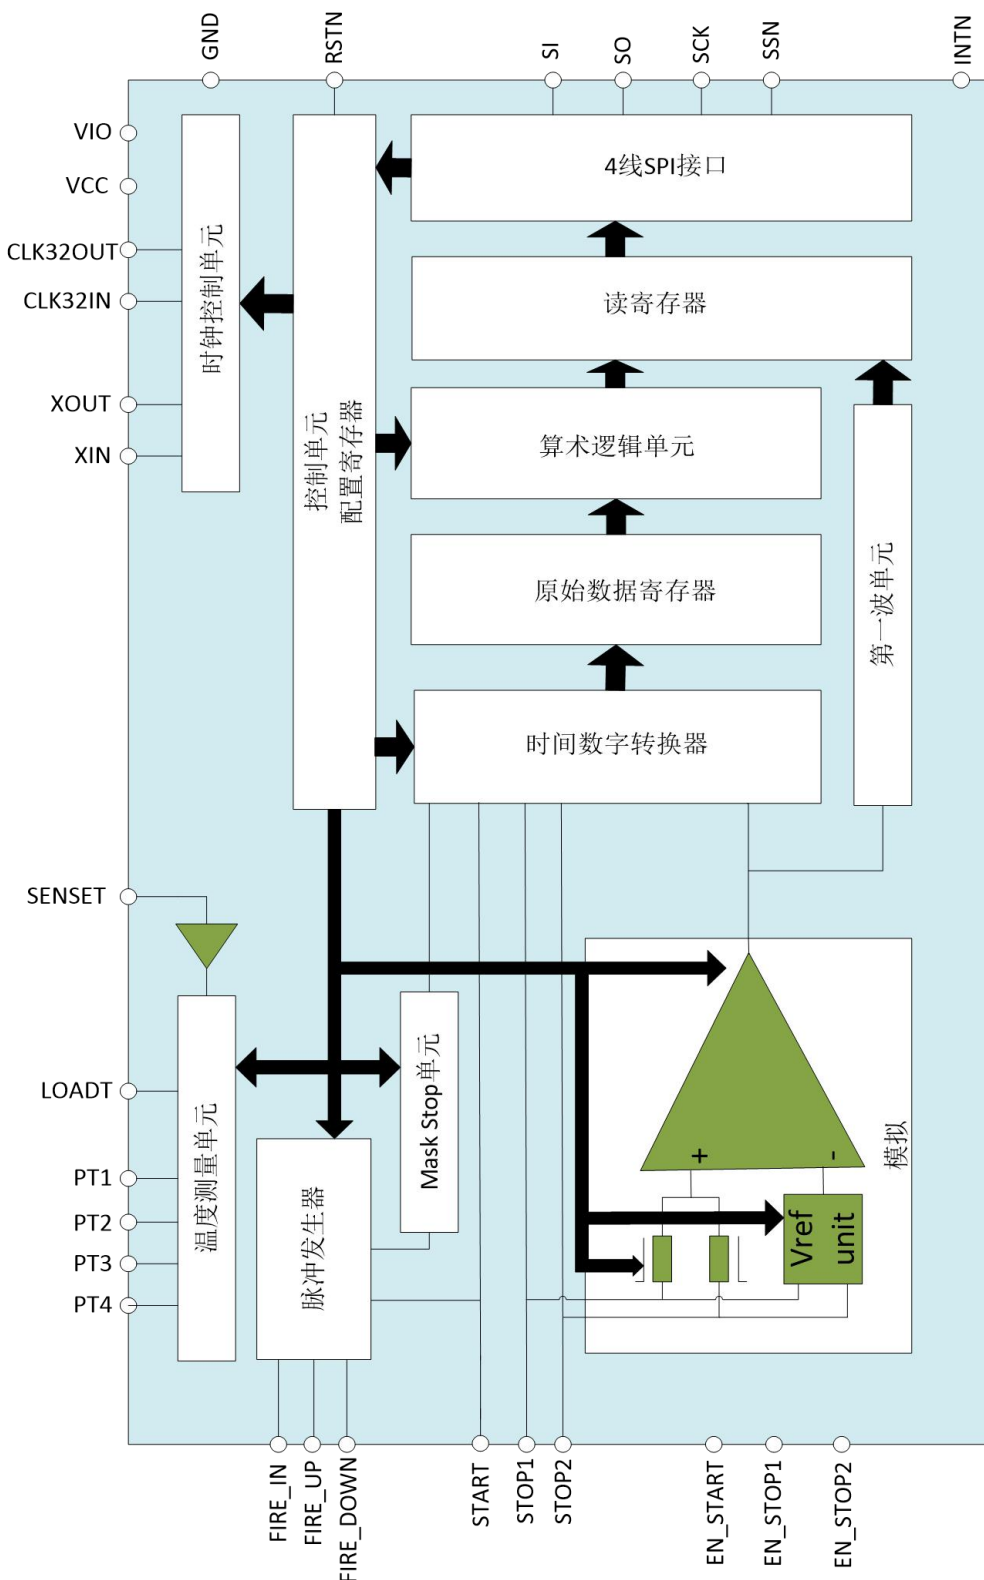 GND
RSTN
SI
SO
SCK
SSN
INTN
VIO
VCC
CLK32OUT
CLK32IN
XOUT
XIN
时钟控制单元
控制单元
配置寄存器
4线SPI接口
读寄存器
算术逻辑单元
原始数据寄存器
时间数字转换器
第一波单元
SENSET
LOADT
PT1
PT2
PT3
PT4
温度测量单元
脉冲发生器
Mask Stop单元
+
-
模拟
Vref
unit
FIRE_IN
FIRE_UP
FIRE_DOWN
START
STOP1
STOP2
EN_START
EN_STOP1
EN_STOP2